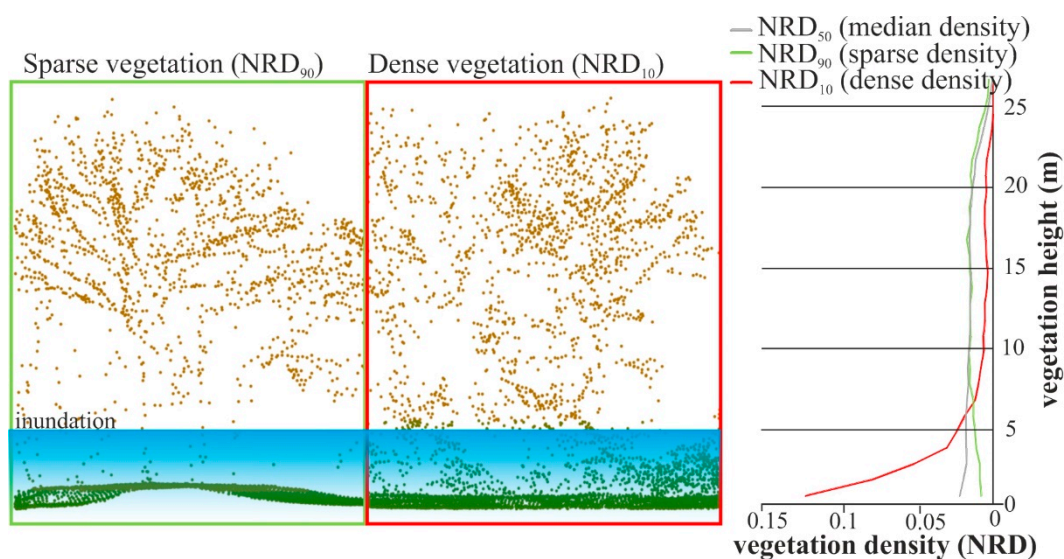 Sparse vegetation (NRD₉₀)
Dense vegetation (NRD₁₀)
inundation
NRD₅₀ (median density)
NRD₉₀ (sparse density)
NRD₁₀ (dense density)
25
20
15
10
5
0
vegetation height (m)
0.15 0.1 0.05 0
vegetation density (NRD)